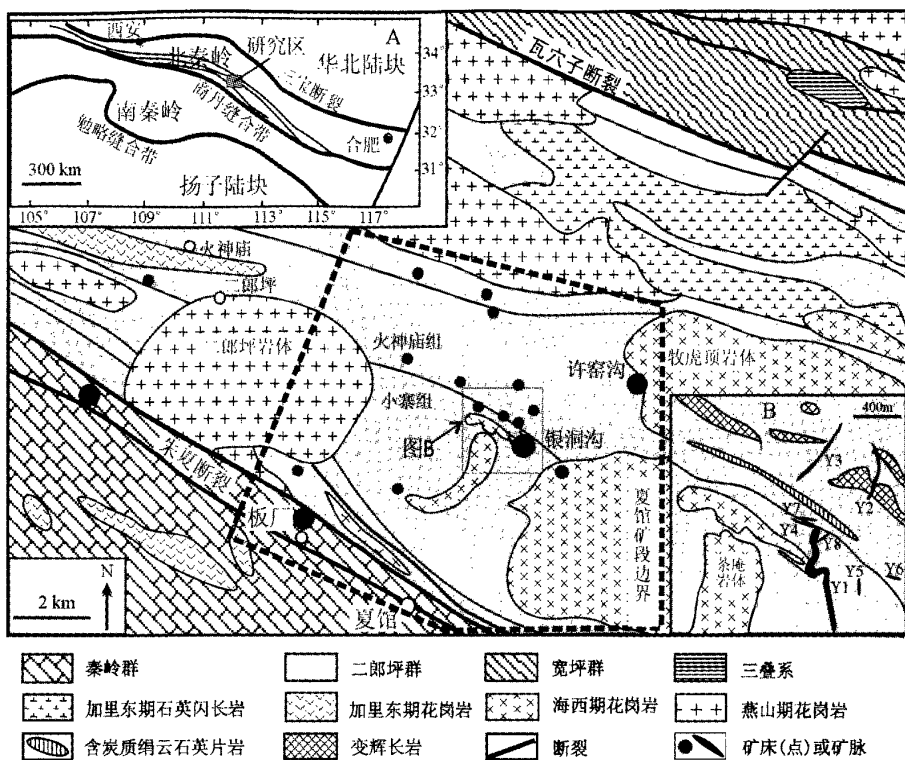 A
西安
北秦岭
研究区
华北陆块
三宝断裂
南秦岭
商丹缝合带
勉略缝合带
合肥
扬子陆块
300 km
34°
33°
32°
31°
105° 107° 109° 111° 113° 115° 117°
瓦穴子断裂
火神庙
二郎坪
二郎坪岩体
火神庙组
许窑沟
牧虎顶岩体
小寨组
图B
银洞沟
朱夏断裂
板厂
夏馆
夏馆矿段边界
N
2 km
B
400m
Y3
Y2
Y7
Y4
Y8
Y5
Y6
Y1
茶庵岩体
秦岭群 二郎坪群 宽坪群 三叠系
加里东期石英闪长岩 加里东期花岗岩 海西期花岗岩 燕山期花岗岩
含炭质绢云石英片岩 变辉长岩 断裂 矿床(点)或矿脉